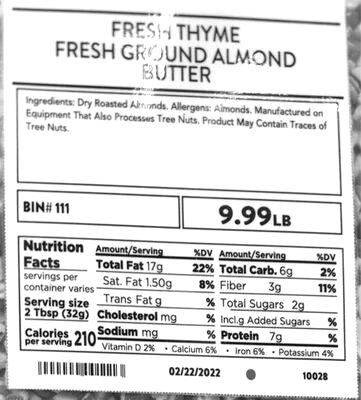 FRESH THYME
FRESH GROUND ALMOND
BUTTER
Ingredients: Dry Roasted Almonds. Allergens: Almonds. Manufactured on
Equipment That Also Processes Tree Nuts. Product May Contain Traces of
Tree Nuts.
BIN# 111
9.99LB
Nutrition
Facts
servings per
container varies
Serving size
2 Tbsp (32g)
Calories
per serving 210
Amount/Serving %DV
Total Fat 17g 22%
Sat. Fat 1.50g 8%
Trans Fat g %
Cholesterol mg %
Sodium mg %
Amount/Serving %DV
Total Carb. 6g 2%
Fiber 3g 11%
Total Sugars 2g
Incl.g Added Sugars %
Protein 7g %
Vitamin D 2% • Calcium 6% • Iron 6% • Potassium 4%
02/22/2022
10028